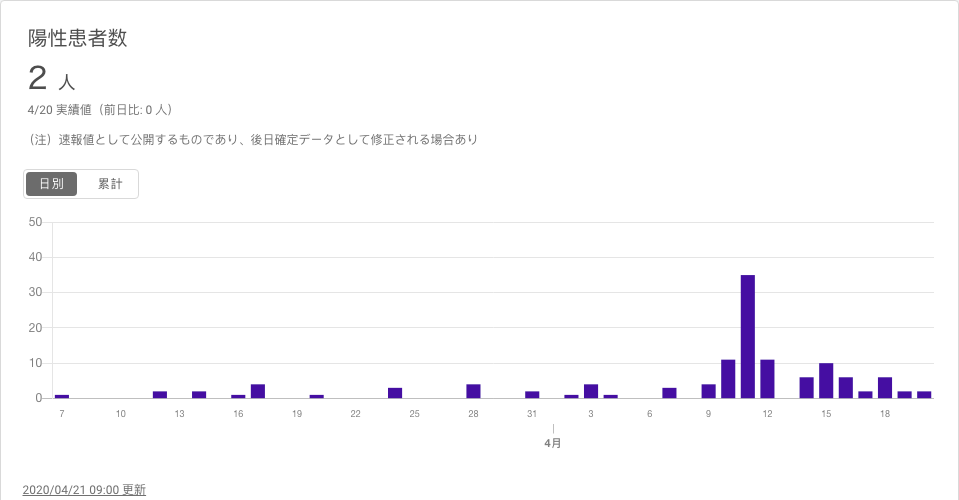 陽性患者数
2 人
4/20 実績値（前日比: 0 人）
（注）速報値として公開するものであり、後日確定データとして修正される場合あり
日別 累計
50
40
30
20
10
0
7 10 13 16 19 22 25 28 31 3 6 9 12 15 18
4月
2020/04/21 09:00 更新